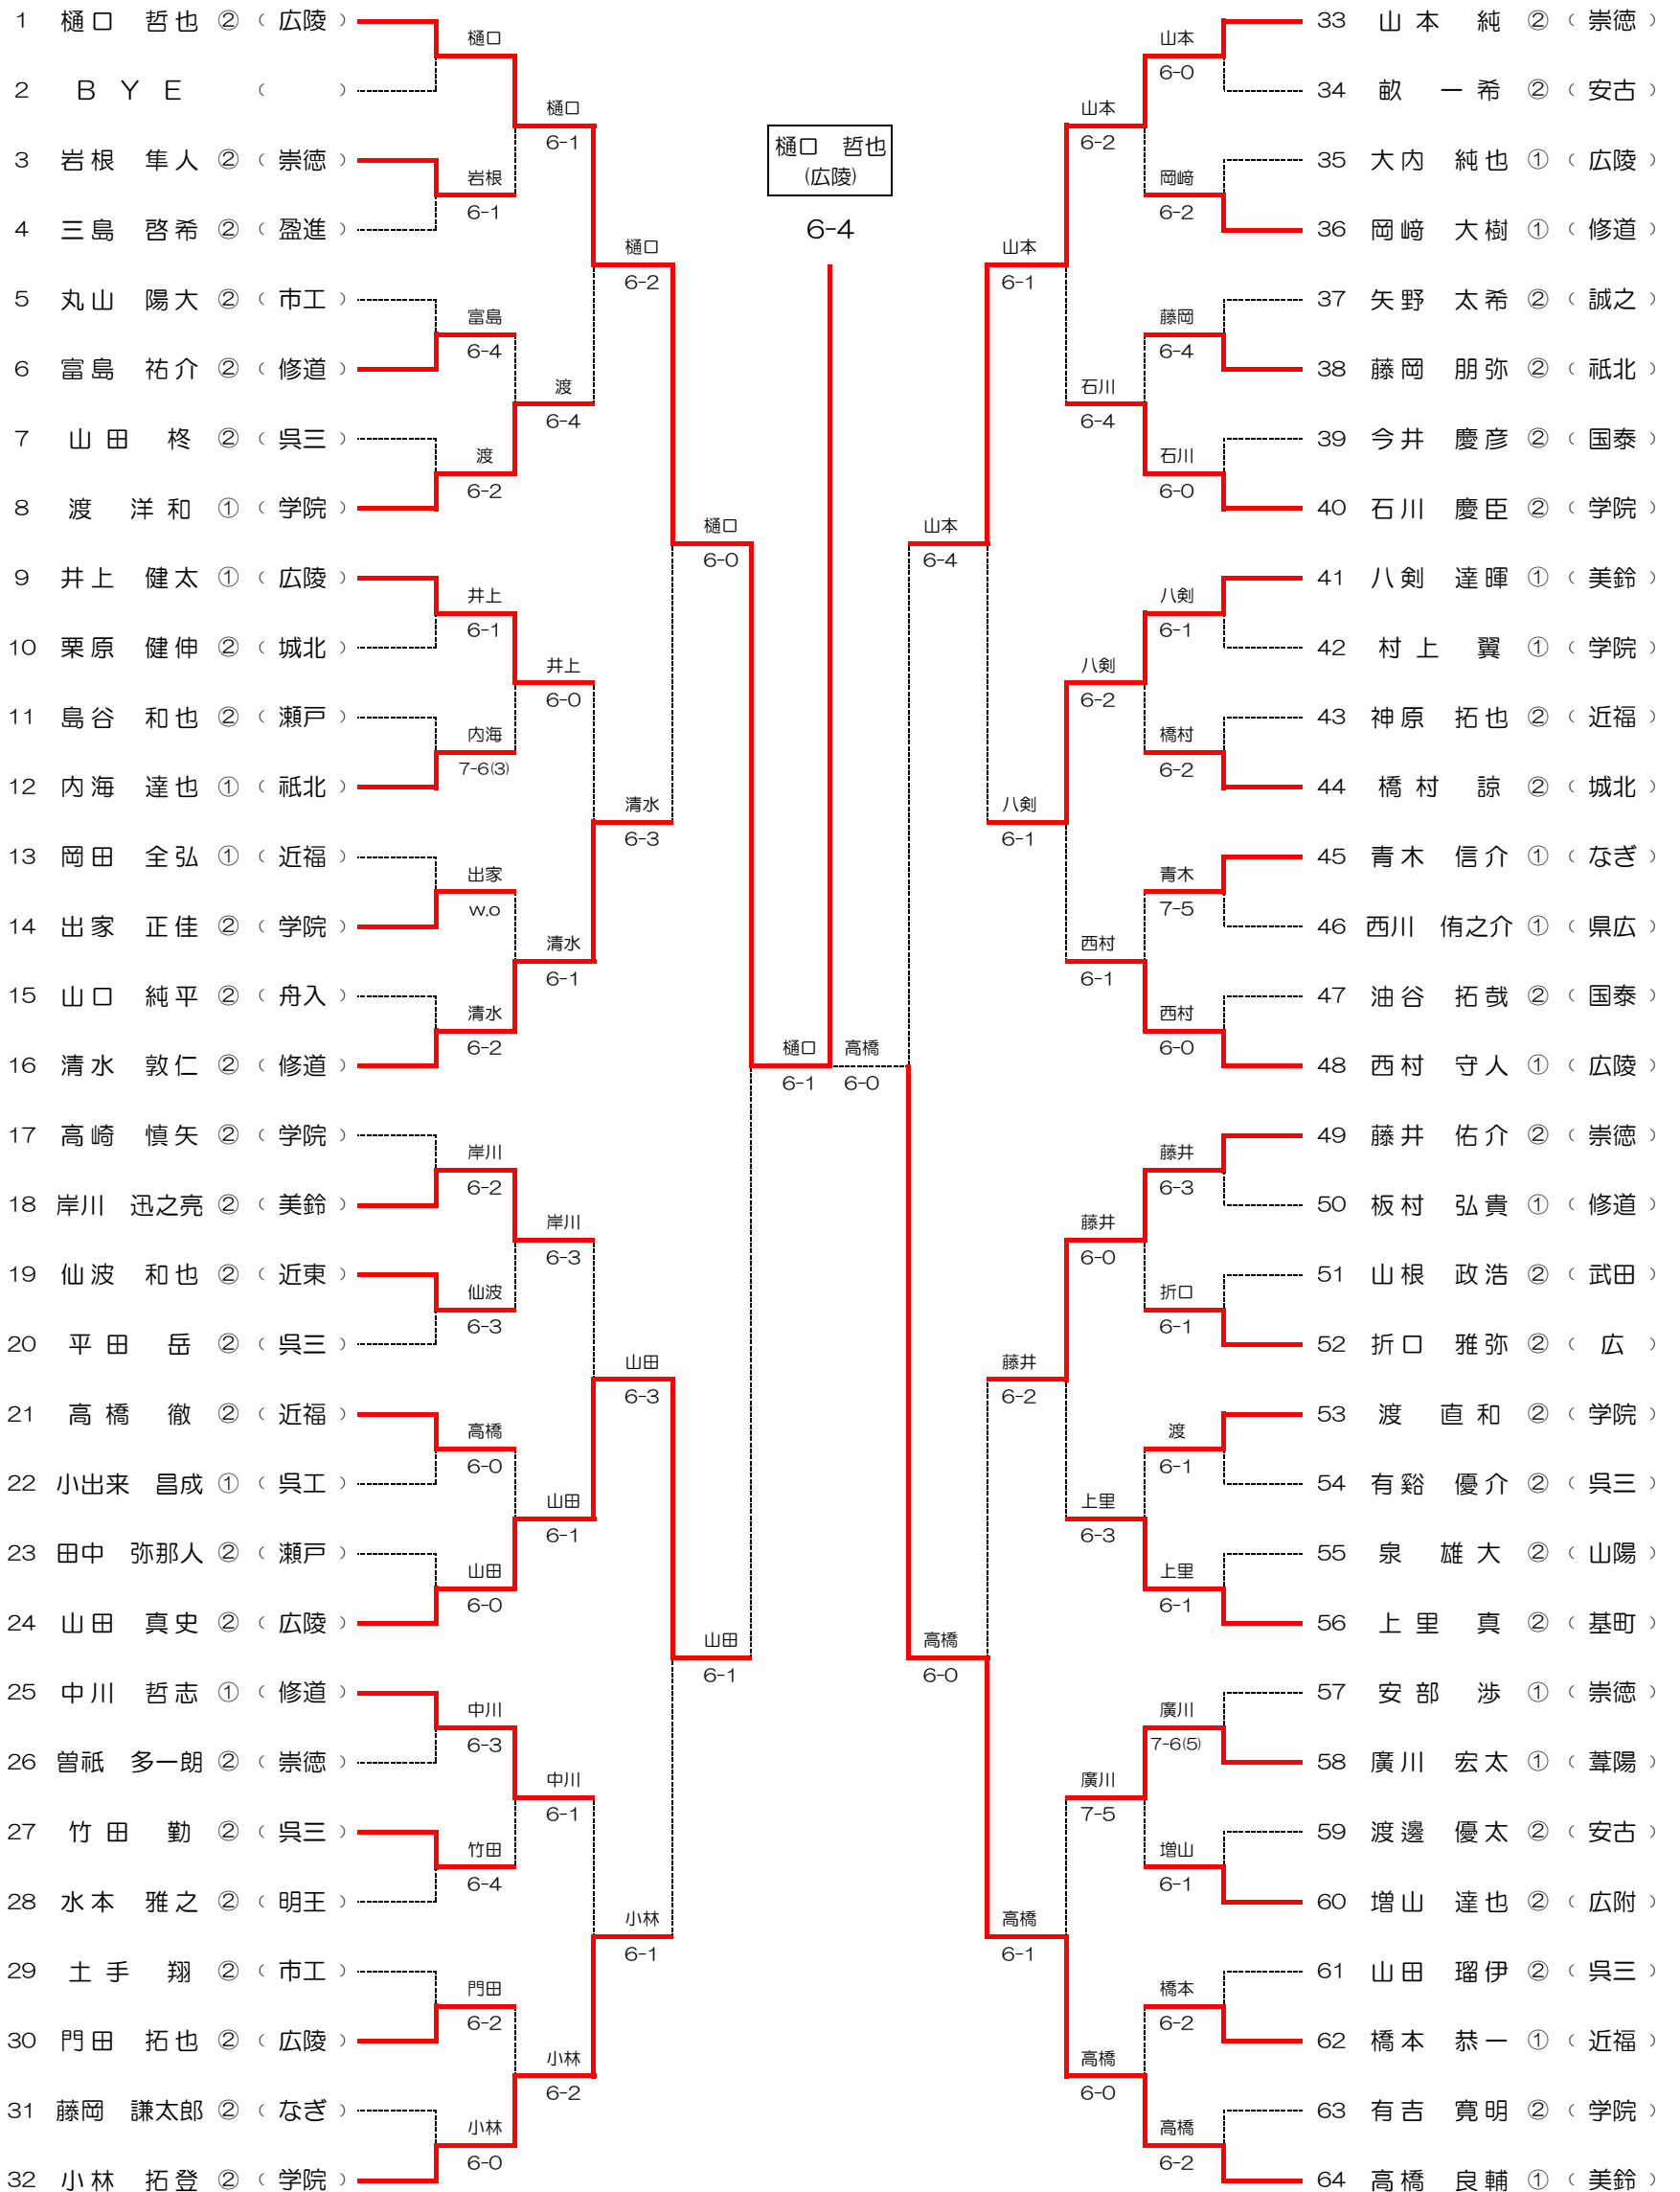 1 樋口 哲也 ② ( 広陵 )
2 B Y E ( )
3 岩根 隼人 ② ( 崇徳 )
4 三島 啓希 ② ( 盈進 )
5 丸山 陽大 ② ( 市工 )
6 富島 祐介 ② ( 修道 )
7 山田 柊 ② ( 呉三 )
8 渡 洋和 ① ( 学院 )
9 井上 健太 ① ( 広陵 )
10 栗原 健伸 ② ( 城北 )
11 島谷 和也 ② ( 瀬戸 )
12 内海 達也 ① ( 祇北 )
13 岡田 全弘 ① ( 近福 )
14 出家 正佳 ② ( 学院 )
15 山口 純平 ② ( 舟入 )
16 清水 敦仁 ② ( 修道 )
17 高崎 慎矢 ② ( 学院 )
18 岸川 迅之亮 ② ( 美鈴 )
19 仙波 和也 ② ( 近東 )
20 平田 岳 ② ( 呉三 )
21 高橋 徹 ② ( 近福 )
22 小出来 昌成 ① ( 呉工 )
23 田中 弥那人 ② ( 瀬戸 )
24 山田 真史 ② ( 広陵 )
25 中川 哲志 ① ( 修道 )
26 曽祇 多一朗 ② ( 崇徳 )
27 竹田 勤 ② ( 呉三 )
28 水本 雅之 ② ( 明王 )
29 土手 翔 ② ( 市工 )
30 門田 拓也 ② ( 広陵 )
31 藤岡 謙太郎 ② ( なぎ )
32 小林 拓登 ② ( 学院 )
樋口
岩根
6-1
富島
6-4
渡
6-2
井上
6-1
内海
7-6(3)
出家
w.o
清水
6-2
岸川
6-2
仙波
6-3
高橋
6-0
山田
6-0
中川
6-3
竹田
6-4
門田
6-2
小林
6-0
樋口
6-1
渡
6-4
井上
6-0
清水
6-1
岸川
6-3
山田
6-1
中川
6-1
小林
6-2
樋口
6-2
清水
6-3
山田
6-3
小林
6-1
樋口
6-0
山田
6-1
樋口
6-1
樋口 哲也
(広陵)
6-4
高橋
6-0
山本
6-4
高橋
6-0
山本
6-1
八剣
6-1
藤井
6-2
高橋
6-1
山本
6-2
石川
6-4
八剣
6-2
西村
6-1
藤井
6-0
上里
6-3
廣川
7-5
高橋
6-0
山本
6-0
岡﨑
6-2
藤岡
6-4
石川
6-0
八剣
6-1
橋村
6-2
青木
7-5
西村
6-0
藤井
6-3
折口
6-1
渡
6-1
上里
6-1
廣川
7-6(5)
増山
6-1
橋本
6-2
高橋
6-2
33 山本 純 ② ( 崇徳 )
34 畝 一希 ② ( 安古 )
35 大内 純也 ① ( 広陵 )
36 岡﨑 大樹 ① ( 修道 )
37 矢野 太希 ② ( 誠之 )
38 藤岡 朋弥 ② ( 祇北 )
39 今井 慶彦 ② ( 国泰 )
40 石川 慶臣 ② ( 学院 )
41 八剣 達暉 ① ( 美鈴 )
42 村上 翼 ① ( 学院 )
43 神原 拓也 ② ( 近福 )
44 橋村 諒 ② ( 城北 )
45 青木 信介 ① ( なぎ )
46 西川 侑之介 ① ( 県広 )
47 油谷 拓哉 ② ( 国泰 )
48 西村 守人 ① ( 広陵 )
49 藤井 佑介 ② ( 崇徳 )
50 板村 弘貴 ① ( 修道 )
51 山根 政浩 ② ( 武田 )
52 折口 雅弥 ② ( 広 )
53 渡 直和 ② ( 学院 )
54 有谿 優介 ② ( 呉三 )
55 泉 雄大 ② ( 山陽 )
56 上里 真 ② ( 基町 )
57 安部 渉 ① ( 崇徳 )
58 廣川 宏太 ① ( 葦陽 )
59 渡邊 優太 ② ( 安古 )
60 増山 達也 ② ( 広附 )
61 山田 瑠伊 ② ( 呉三 )
62 橋本 恭一 ① ( 近福 )
63 有吉 寛明 ② ( 学院 )
64 高橋 良輔 ① ( 美鈴 )